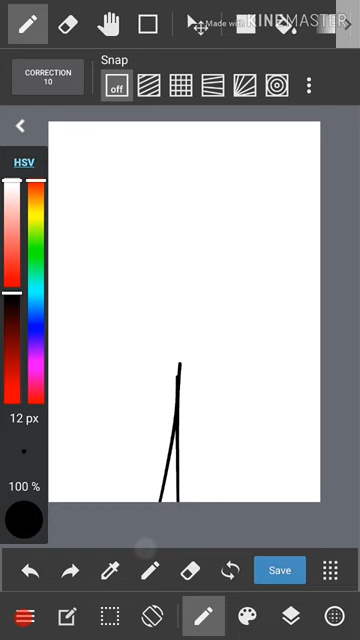 Made with KINEMASTER
CORRECTION
10
Snap
off
HSV
12 px
100 %
Save